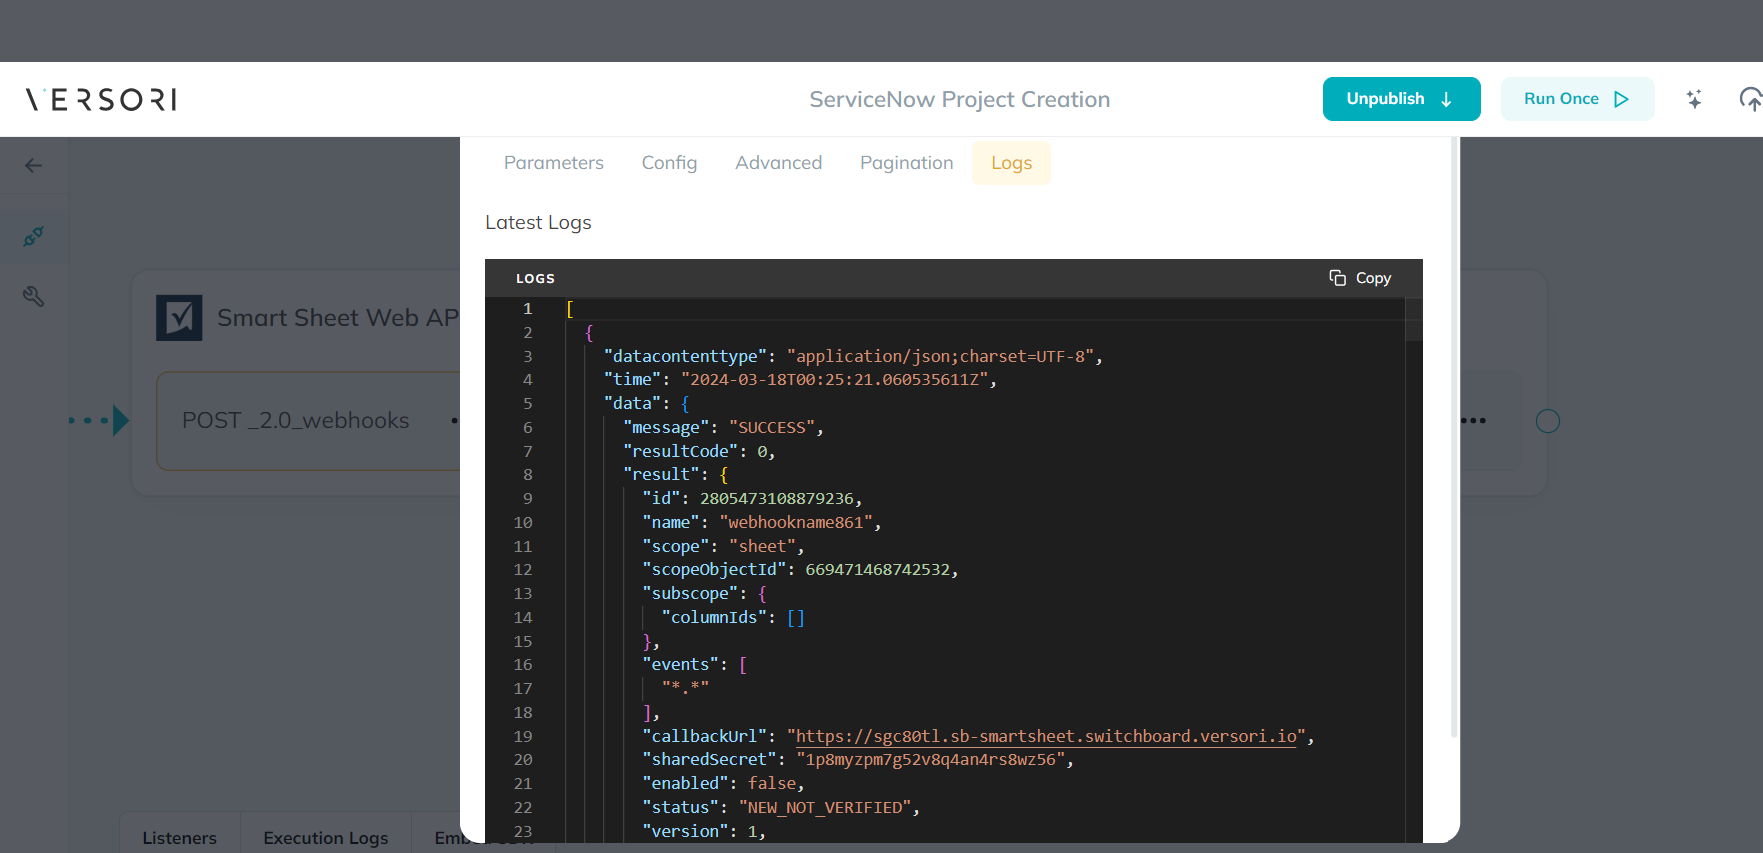 VERSORI
ServiceNow Project Creation
Unpublish
Run Once
Parameters
Config
Advanced
Pagination
Logs
Latest Logs
LOGS
Copy
1 [
2 {
3 "datacontenttype": "application/json;charset=UTF-8",
4 "time": "2024-03-18T00:25:21.060535611Z",
5 "data": {
6 "message": "SUCCESS",
7 "resultCode": 0,
8 "result": {
9 "id": 2805473108879236,
10 "name": "webhookname861",
11 "scope": "sheet",
12 "scopeObjectId": 669471468742532,
13 "subscope": {
14 "columnIds": []
15 },
16 "events": [
17 "*.*"
18 ],
19 "callbackUrl": "https://sgc80tl.sb-smartsheet.switchboard.versori.io",
20 "sharedSecret": "1p8myzpm7g52v8q4an4rs8wz56",
21 "enabled": false,
22 "status": "NEW_NOT_VERIFIED",
23 "version": 1,
Smart Sheet Web AP
POST _2.0_webhooks
Listeners
Execution Logs